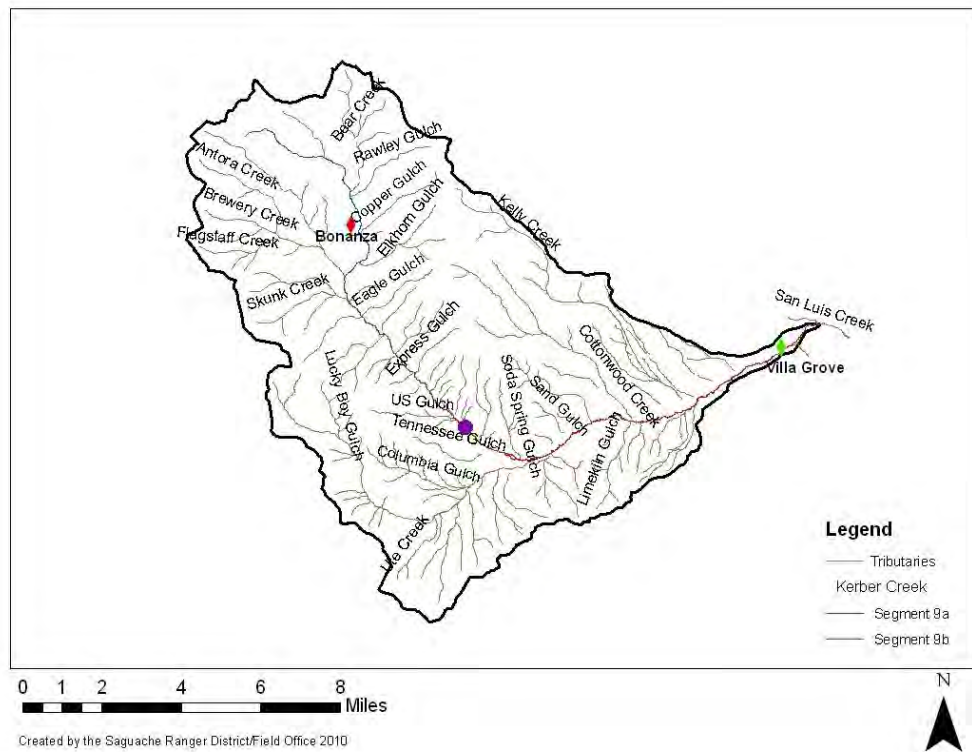 Bear Creek
Rawley Gulch
Antora Creek
Copper Gulch
Brewery Creek
Elkhorn Gulch
Kelly Creek
Flagstaff Creek
Bonanza
Skunk Creek
Eagle Gulch
San Luis Creek
Express Gulch
Cottonwood Creek
Villa Grove
Lucky Boy Gulch
Soda Spring Gulch
Sand Gulch
US Gulch
Tennessee Gulch
Columbia Gulch
Limekiln Gulch
Ute Creek
Legend
Tributaries
Kerber Creek
Segment 9a
Segment 9b
0 1 2 4 6 8
Miles
N
Created by the Saguache Ranger District/Field Office 2010